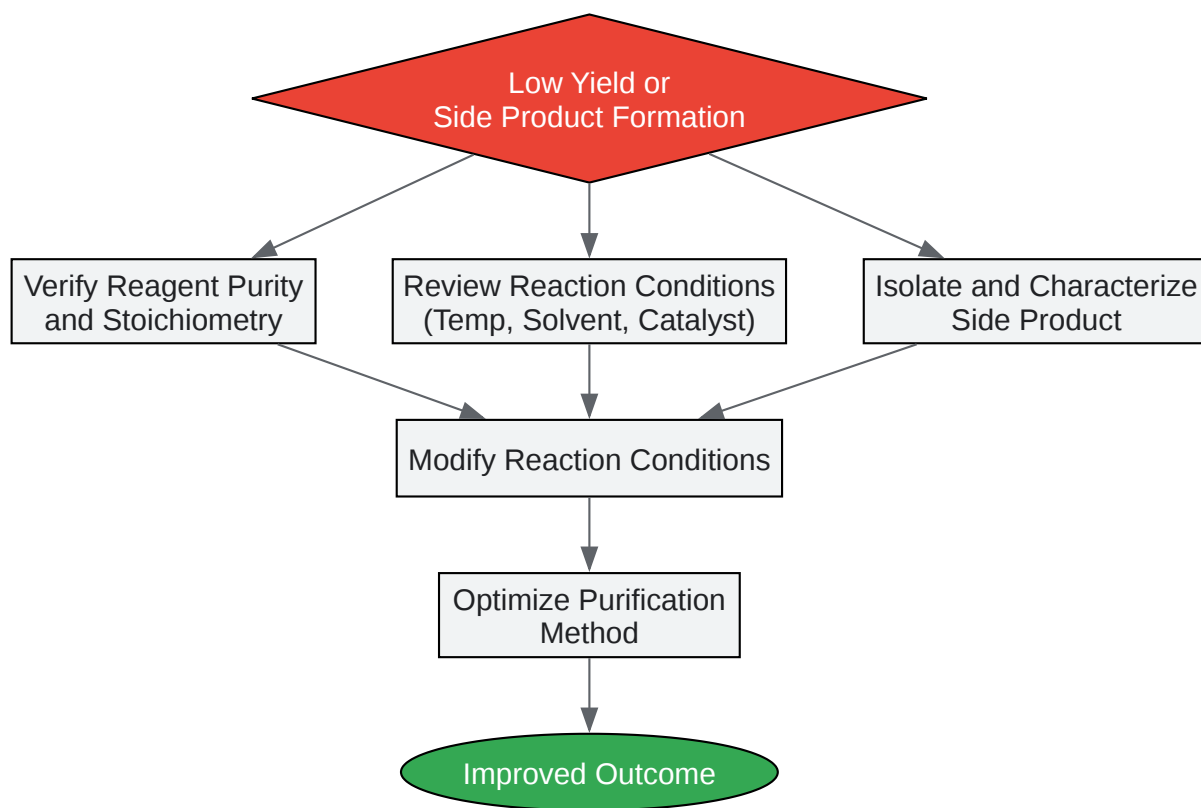 Low Yield or
Side Product Formation
Verify Reagent Purity
and Stoichiometry
Review Reaction Conditions
(Temp, Solvent, Catalyst)
Isolate and Characterize
Side Product
Modify Reaction Conditions
Optimize Purification
Method
Improved Outcome